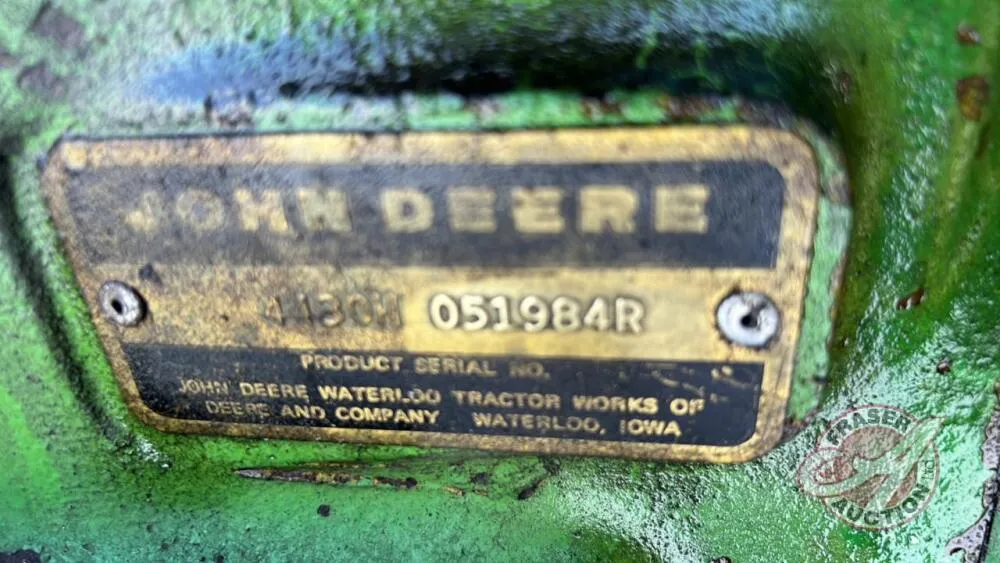 JOHN DEERE
4430H 051984R
PRODUCT SERIAL NO.
JOHN DEERE WATERLOO TRACTOR WORKS OF
DEERE AND COMPANY WATERLOO, IOWA
FRASER
AUCTION